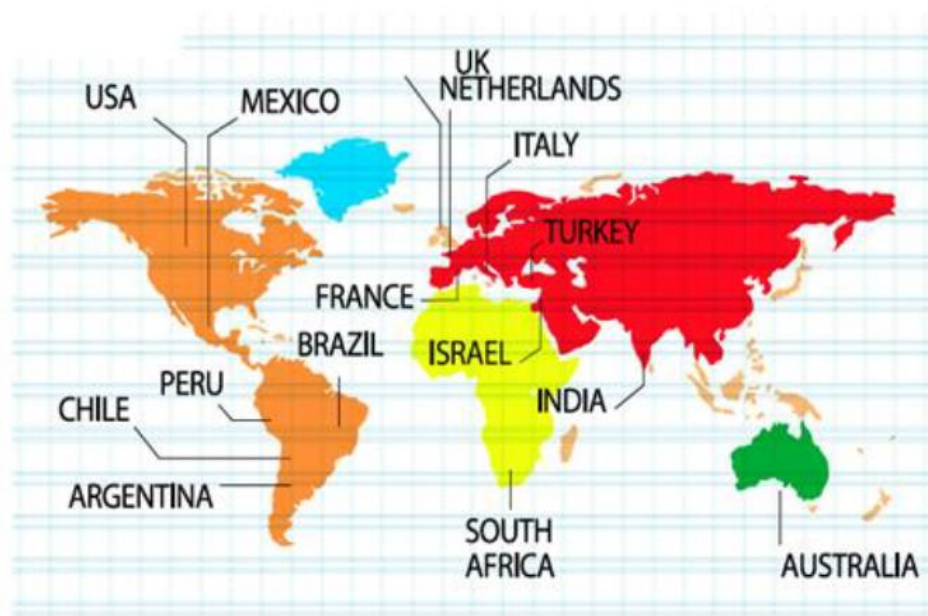 UK
NETHERLANDS
USA
MEXICO
ITALY
TURKEY
FRANCE
BRAZIL
ISRAEL
PERU
INDIA
CHILE
ARGENTINA
SOUTH
AFRICA
AUSTRALIA